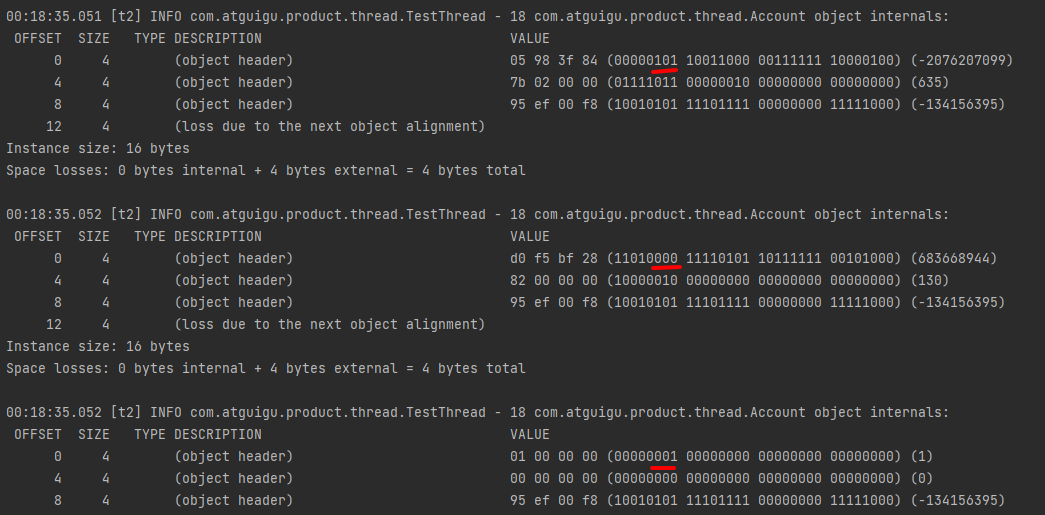 00:18:35.051 [t2] INFO com.atguigu.product.thread.TestThread - 18 com.atguigu.product.thread.Account object internals:
OFFSET SIZE TYPE DESCRIPTION VALUE
0 4 (object header) 05 98 3f 84 (00000101 10011000 00111111 10000100) (-2076207099)
4 4 (object header) 7b 02 00 00 (01111011 00000010 00000000 00000000) (635)
8 4 (object header) 95 ef 00 f8 (10010101 11101111 00000000 11111000) (-134156395)
12 4 (loss due to the next object alignment)
Instance size: 16 bytes
Space losses: 0 bytes internal + 4 bytes external = 4 bytes total
00:18:35.052 [t2] INFO com.atguigu.product.thread.TestThread - 18 com.atguigu.product.thread.Account object internals:
OFFSET SIZE TYPE DESCRIPTION VALUE
0 4 (object header) d0 f5 bf 28 (11010000 11110101 10111111 00101000) (683668944)
4 4 (object header) 82 00 00 00 (10000010 00000000 00000000 00000000) (130)
8 4 (object header) 95 ef 00 f8 (10010101 11101111 00000000 11111000) (-134156395)
12 4 (loss due to the next object alignment)
Instance size: 16 bytes
Space losses: 0 bytes internal + 4 bytes external = 4 bytes total
00:18:35.052 [t2] INFO com.atguigu.product.thread.TestThread - 18 com.atguigu.product.thread.Account object internals:
OFFSET SIZE TYPE DESCRIPTION VALUE
0 4 (object header) 01 00 00 00 (00000001 00000000 00000000 00000000) (1)
4 4 (object header) 00 00 00 00 (00000000 00000000 00000000 00000000) (0)
8 4 (object header) 95 ef 00 f8 (10010101 11101111 00000000 11111000) (-134156395)